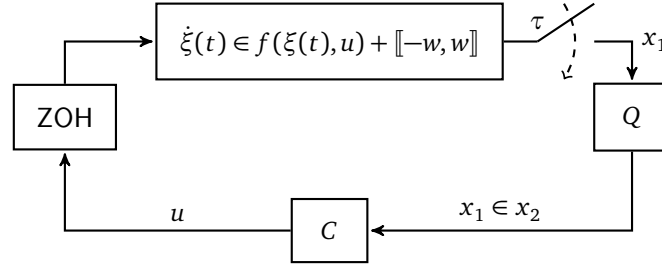 ξ̇(t) ∈ f(ξ(t), u) + ⟦−w, w⟧
τ
x₁
ZOH
Q
u
C
x₁ ∈ x₂